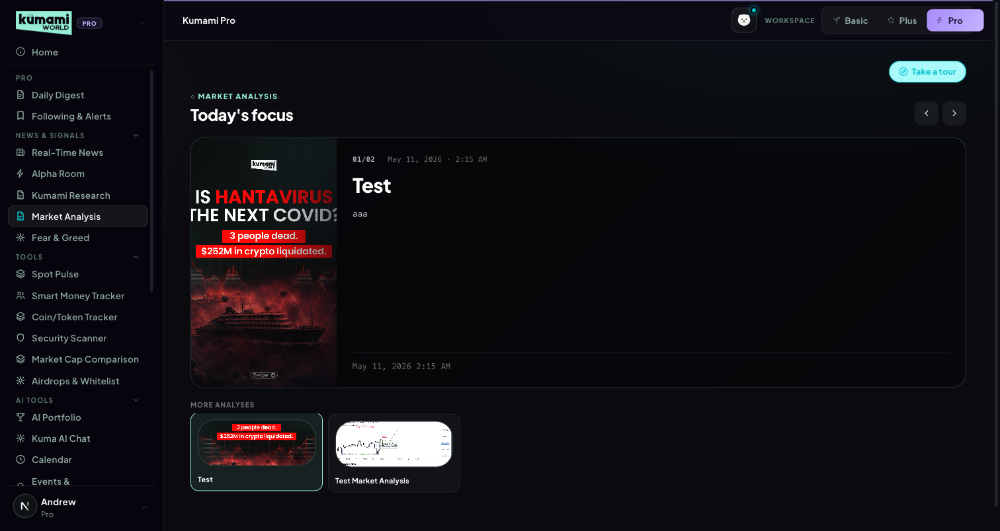 kumami
WORLD
PRO
Home
PRO
Daily Digest
Following & Alerts
NEWS & SIGNALS
Real-Time News
Alpha Room
Kumami Research
Market Analysis
Fear & Greed
TOOLS
Spot Pulse
Smart Money Tracker
Coin/Token Tracker
Security Scanner
Market Cap Comparison
Airdrops & Whitelist
AI TOOLS
AI Portfolio
Kuma AI Chat
Calendar
Events &
N
Andrew
Pro
Kumami Pro
WORKSPACE
Basic
Plus
Pro
Take a tour
MARKET ANALYSIS
Today's focus
kumami
WORLD
IS HANTAVIRUS
THE NEXT COVID?
3 people dead.
$252M in crypto liquidated.
Swipe
01/02 · May 11, 2026 · 2:15 AM
Test
aaa
May 11, 2026 2:15 AM
MORE ANALYSES
3 people dead.
$252M in crypto liquidated.
Test
Test Market Analysis